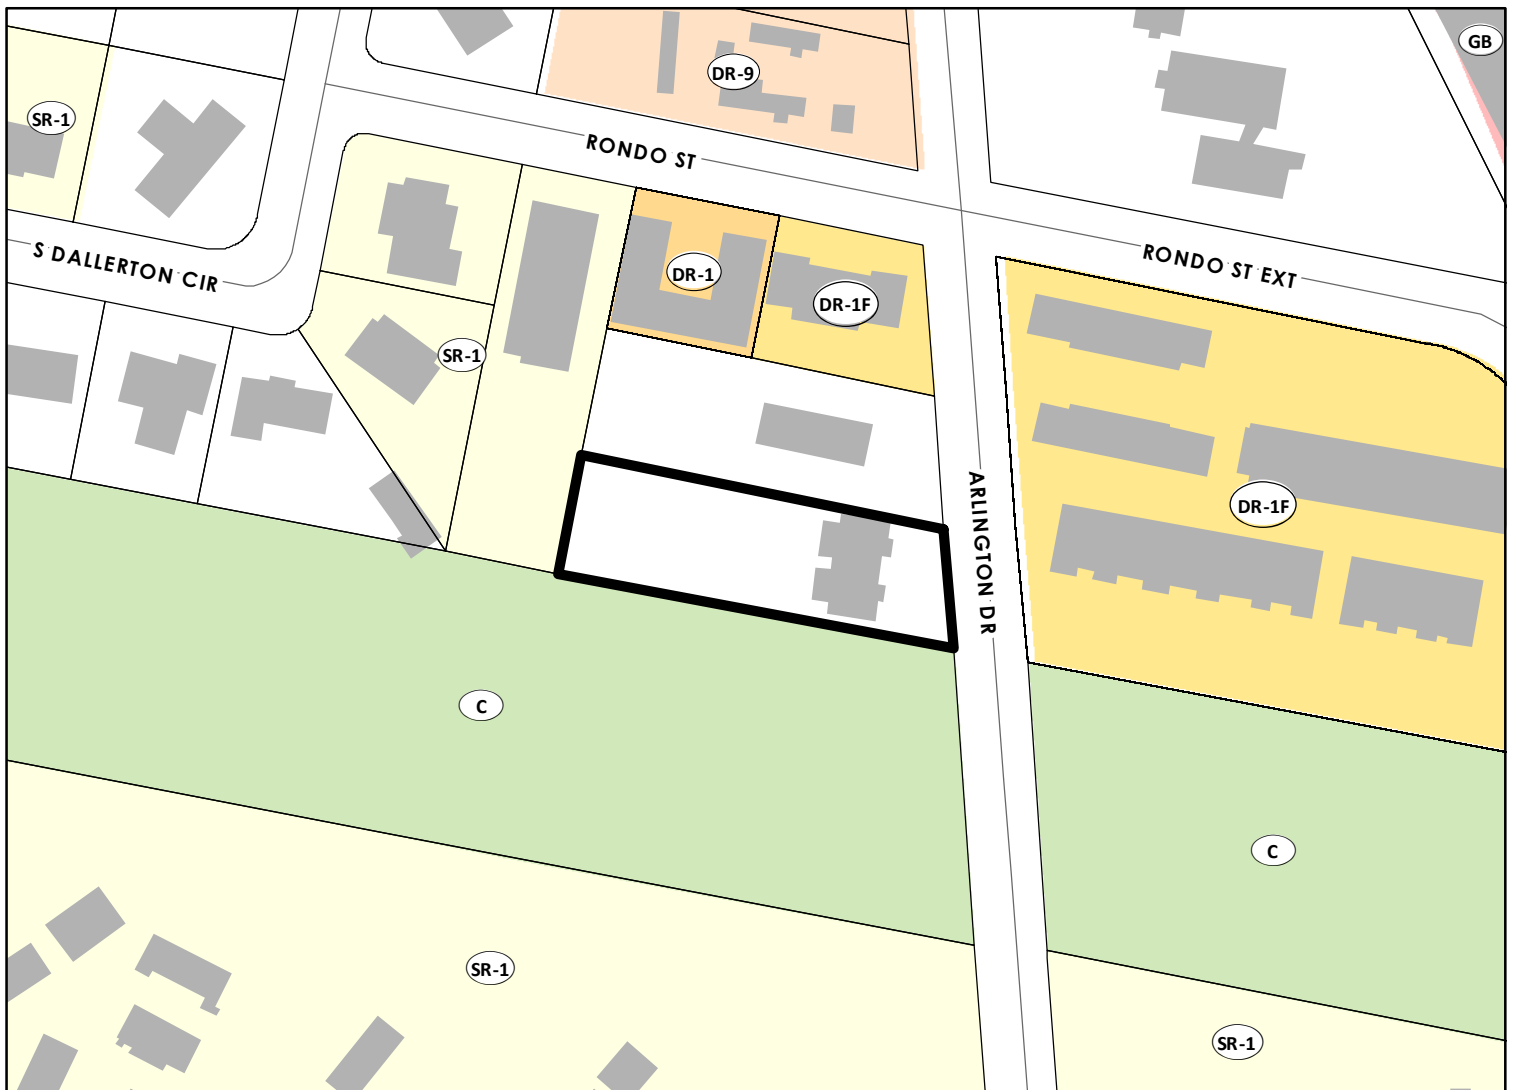 GB
DR-9
SR-1
RONDO ST
S DALLERTON CIR
RONDO ST EXT
DR-1
DR-1F
SR-1
DR-1F
ARLINGTON DR
C
C
SR-1
SR-1